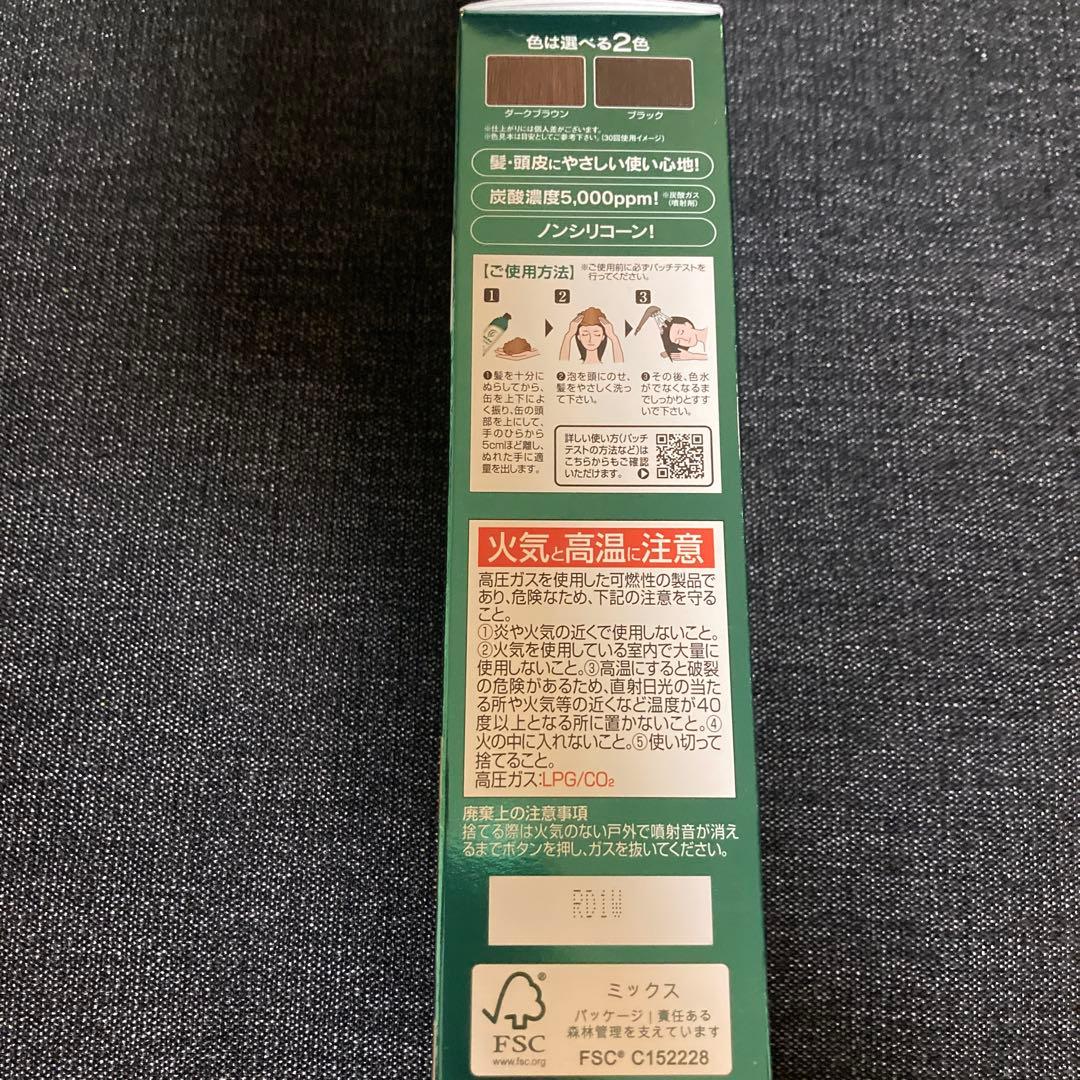 色は選べる2色
ダークブラウン
ブラック
※仕上がりには個人差がございます。
※色見本は目安としてご参考下さい。(30回使用イメージ)
髪・頭皮にやさしい使い心地!
炭酸濃度5,000ppm! ※炭酸ガス
(噴射剤)
ノンシリコーン!
【ご使用方法】 ※ご使用前に必ずパッチテストを
行ってください。
1
2
3
❶髪を十分に
ぬらしてから、
缶を上下によ
く振り、缶の頭
部を上にして、
手のひらから
5cmほど離し、
ぬれた手に適
量を出します。
❷泡を頭にのせ、
髪をやさしく洗っ
て下さい。
❸その後、色水
がでなくなるま
でしっかりとすす
いで下さい。
詳しい使い方(パッチ
テストの方法など)は
こちらからもご確認
いただけます。
火気と高温に注意
高圧ガスを使用した可燃性の製品で
あり、危険なため、下記の注意を守る
こと。
①炎や火気の近くで使用しないこと。
②火気を使用している室内で大量に
使用しないこと。③高温にすると破裂
の危険があるため、直射日光の当た
る所や火気等の近くなど温度が40
度以上となる所に置かないこと。④
火の中に入れないこと。⑤使い切って
捨てること。
高圧ガス:LPG/CO₂
廃棄上の注意事項
捨てる際は火気のない戸外で噴射音が消え
るまでボタンを押し、ガスを抜いてください。
RD1W
FSC
®
www.fsc.org
ミックス
パッケージ|責任ある
森林管理を支えています
FSC® C152228